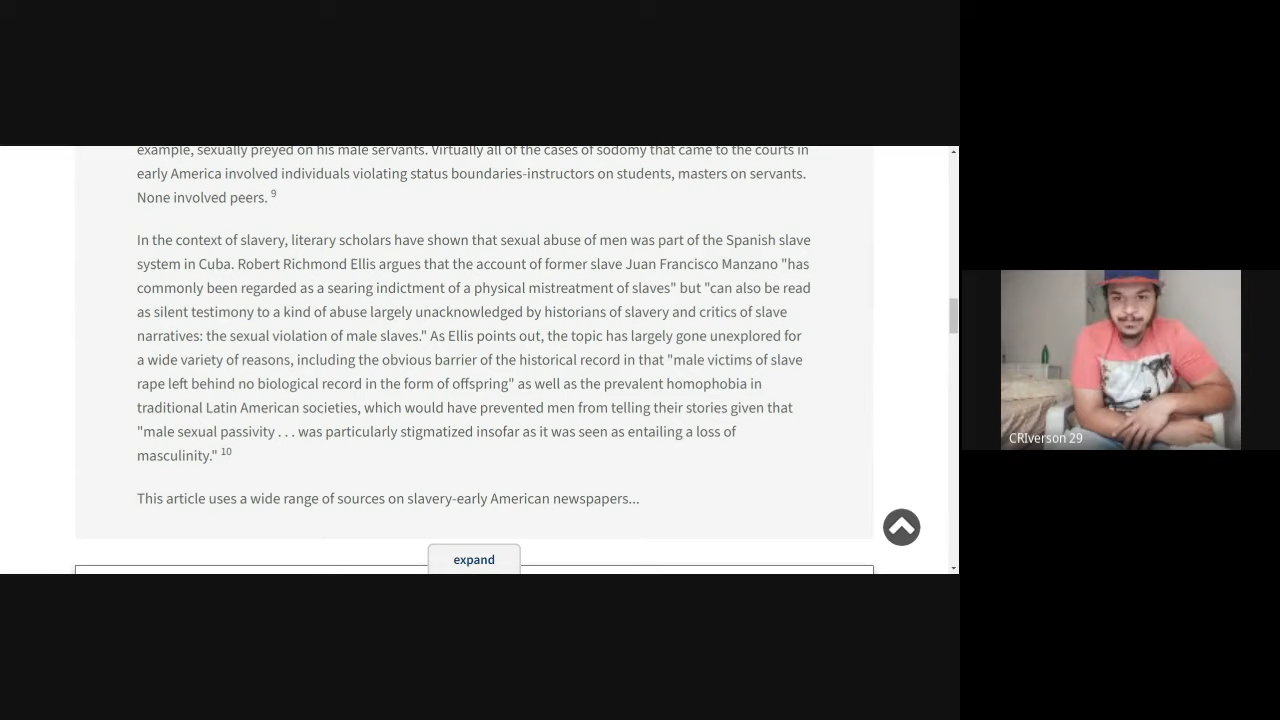 example, sexually preyed on his male servants. Virtually all of the cases of sodomy that came to the courts in
early America involved individuals violating status boundaries-instructors on students, masters on servants.
None involved peers. 9
In the context of slavery, literary scholars have shown that sexual abuse of men was part of the Spanish slave
system in Cuba. Robert Richmond Ellis argues that the account of former slave Juan Francisco Manzano "has
commonly been regarded as a searing indictment of a physical mistreatment of slaves" but "can also be read
as silent testimony to a kind of abuse largely unacknowledged by historians of slavery and critics of slave
narratives: the sexual violation of male slaves." As Ellis points out, the topic has largely gone unexplored for
a wide variety of reasons, including the obvious barrier of the historical record in that "male victims of slave
rape left behind no biological record in the form of offspring" as well as the prevalent homophobia in
traditional Latin American societies, which would have prevented men from telling their stories given that
"male sexual passivity . . . was particularly stigmatized insofar as it was seen as entailing a loss of
masculinity." 10
This article uses a wide range of sources on slavery-early American newspapers...
expand
CRIverson 29